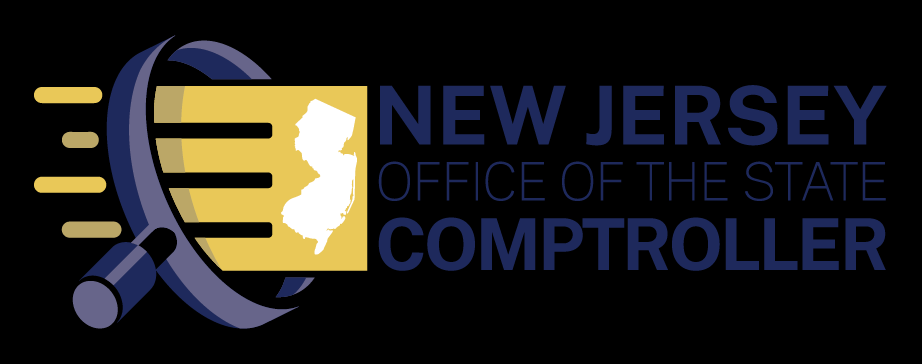 NEW JERSEY
OFFICE OF THE STATE
COMPTROLLER